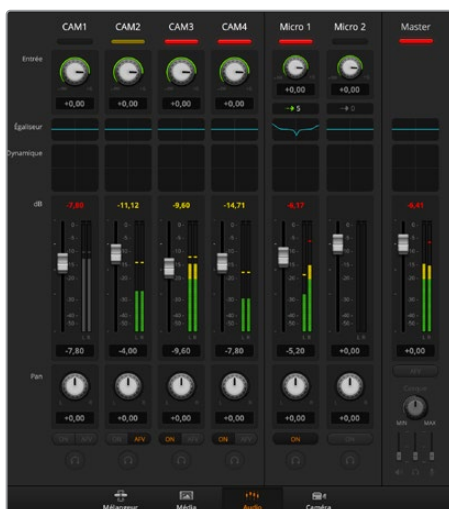 CAM1 CAM2 CAM3 CAM4 Micro 1 Micro 2 Master
Entrée
+0,00 +0,00 +0,00 +0,00 +0,00 +0,00
5 0
Égaliseur
Dynamique
dB -7,80 -11,12 -9,60 -14,71 -6,17 -6,41
-7,80 -4,00 -9,60 -7,80 -5,20 +0,00 +0,00
AFV
Pan
Casque
+0,00 +0,00 +0,00 +0,00 +0,00 +0,00
MIN MAX
ON AFV ON AFV ON AFV ON AFV ON ON
Mélangeur Média Audio Caméra